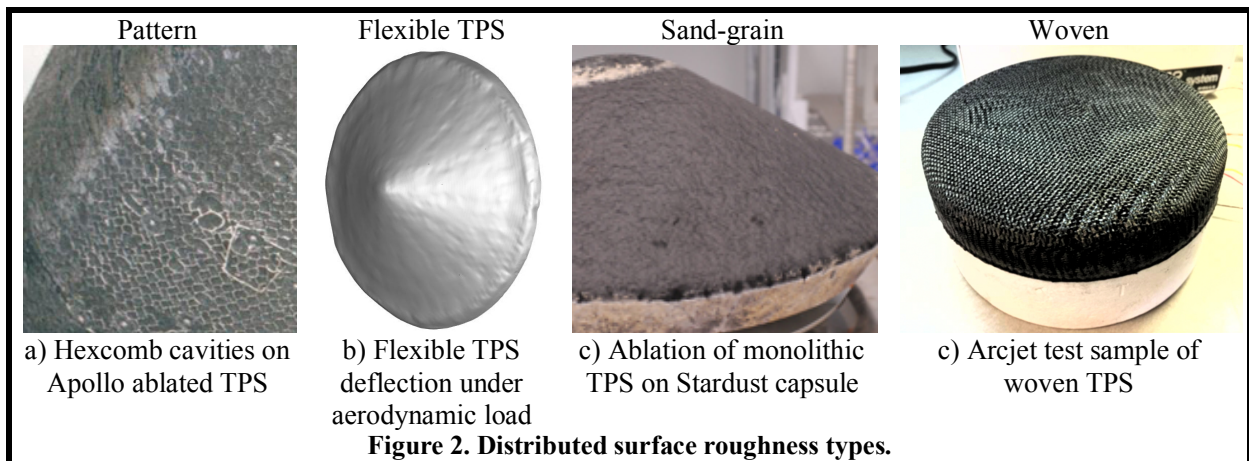 Pattern
Flexible TPS
Sand-grain
Woven
system
a) Hexcomb cavities on
Apollo ablated TPS
b) Flexible TPS
deflection under
aerodynamic load
c) Ablation of monolithic
TPS on Stardust capsule
c) Arcjet test sample of
woven TPS
Figure 2. Distributed surface roughness types.